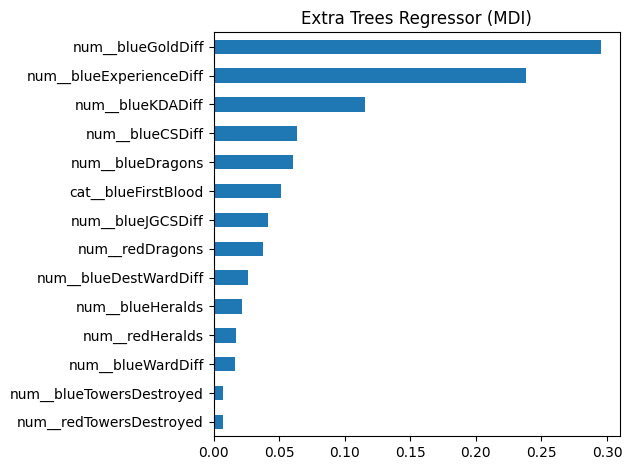 Extra Trees Regressor (MDI)
num__blueGoldDiff
num__blueExperienceDiff
num__blueKDADiff
num__blueCSDiff
num__blueDragons
cat__blueFirstBlood
num__blueJGCSDiff
num__redDragons
num__blueDestWardDiff
num__blueHeralds
num__redHeralds
num__blueWardDiff
num__blueTowersDestroyed
num__redTowersDestroyed
0.00 0.05 0.10 0.15 0.20 0.25 0.30